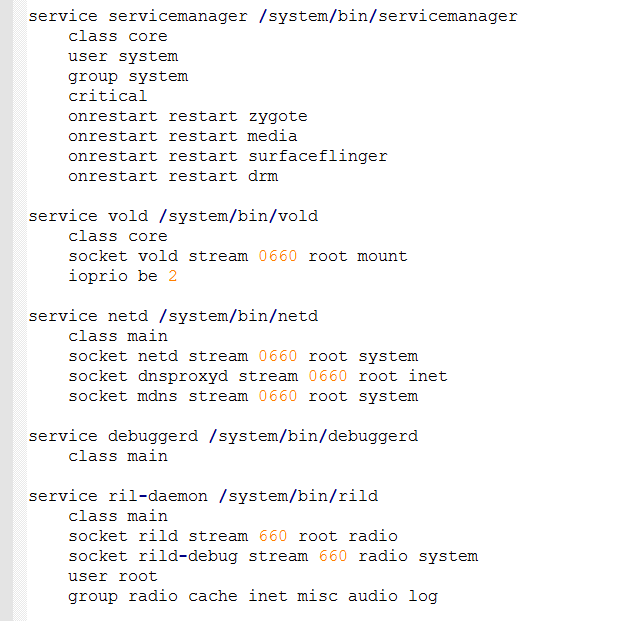 service servicemanager /system/bin/servicemanager
    class core
    user system
    group system
    critical
    onrestart restart zygote
    onrestart restart media
    onrestart restart surfaceflinger
    onrestart restart drm

service vold /system/bin/vold
    class core
    socket vold stream 0660 root mount
    ioprio be 2

service netd /system/bin/netd
    class main
    socket netd stream 0660 root system
    socket dnsproxyd stream 0660 root inet
    socket mdns stream 0660 root system

service debuggerd /system/bin/debuggerd
    class main

service ril-daemon /system/bin/rild
    class main
    socket rild stream 660 root radio
    socket rild-debug stream 660 radio system
    user root
    group radio cache inet misc audio log